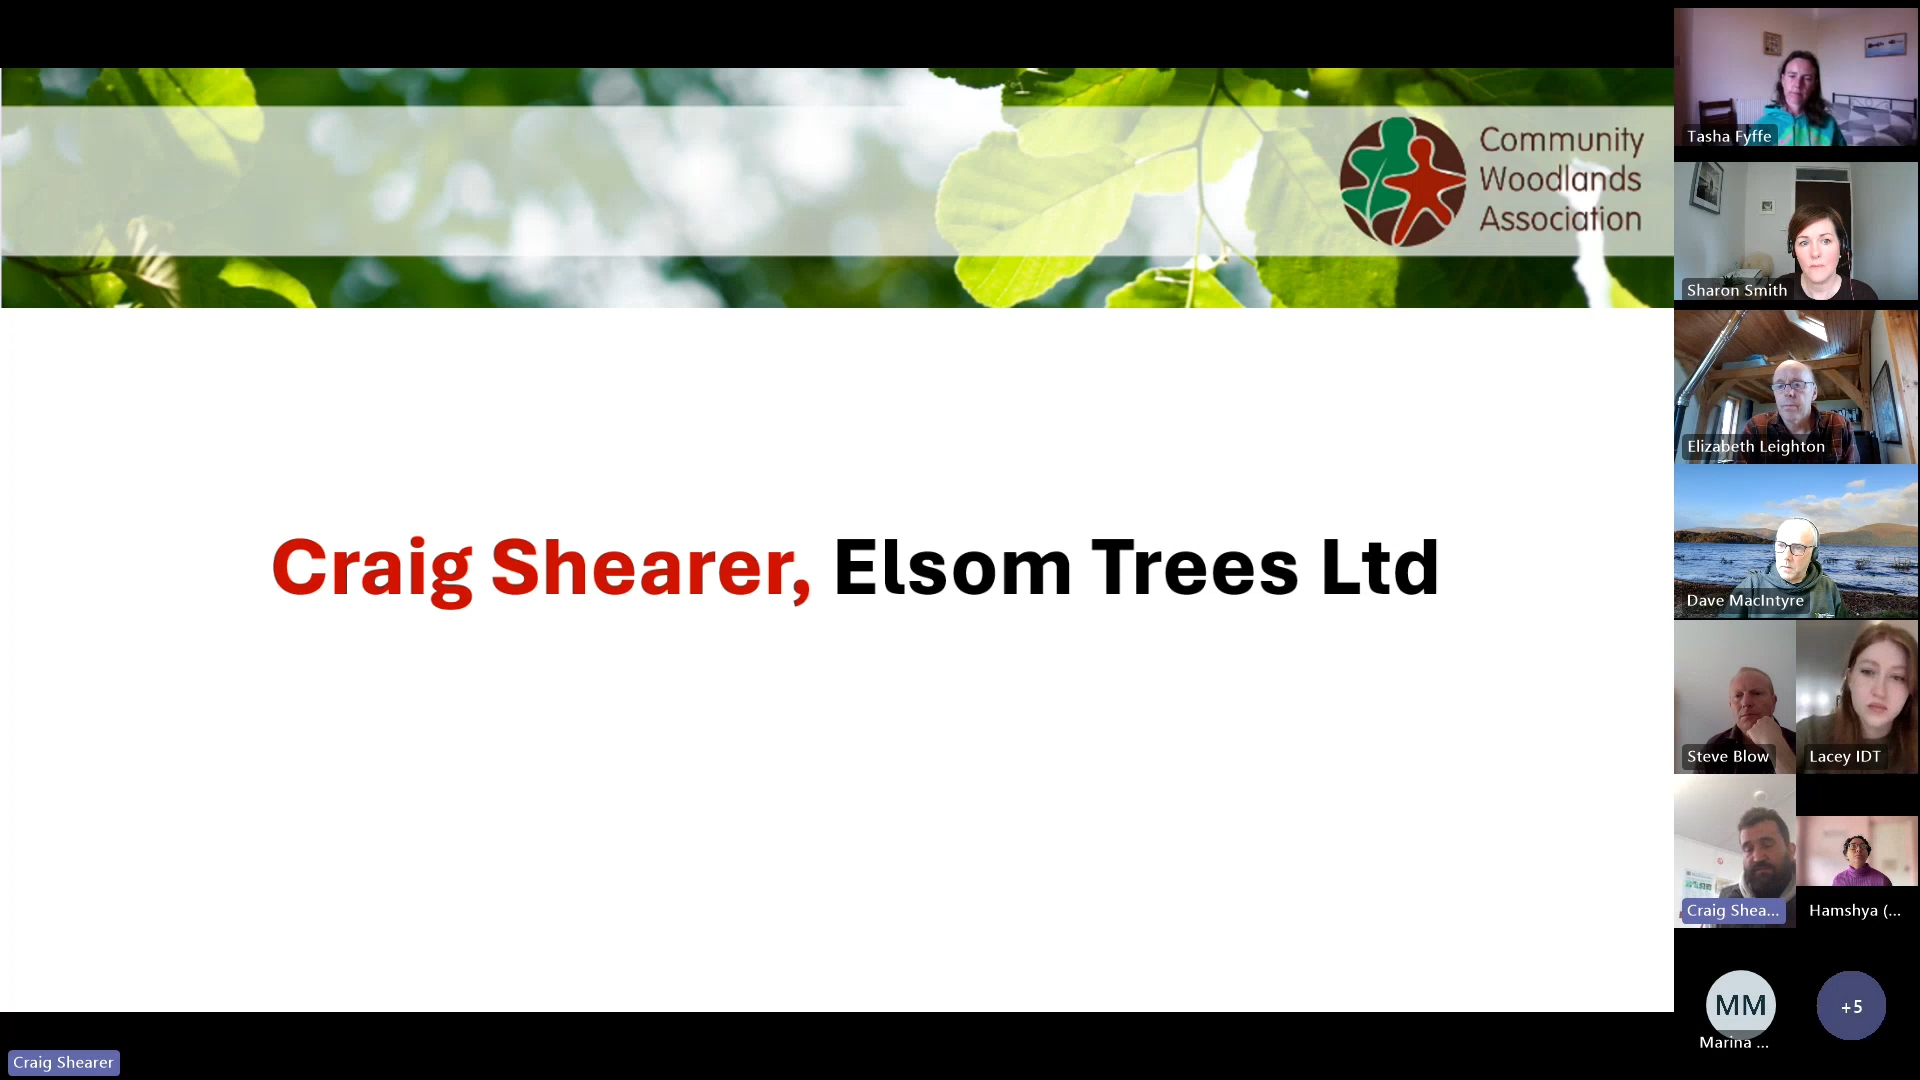 Community
Woodlands
Association
Craig Shearer, Elsom Trees Ltd
Tasha Fyffe
Sharon Smith
Elizabeth Leighton
Dave MacIntyre
Steve Blow
Lacey IDT
Craig Shea...
Hamshya (...
MM
Marina ...
+5
Craig Shearer